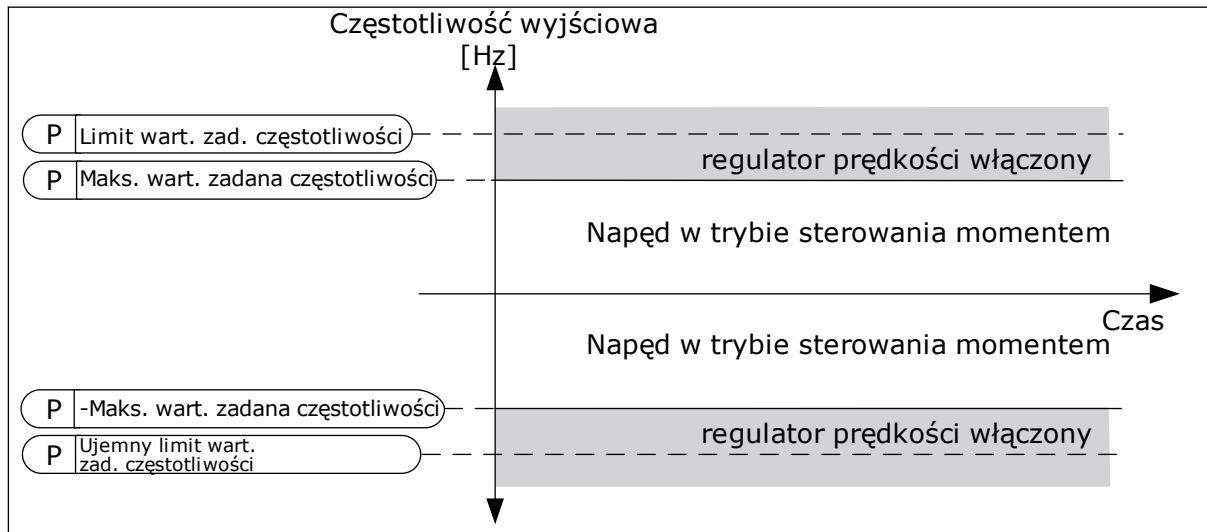 Częstotliwość wyjściowa
[Hz]
P Limit wart. zad. częstotliwości
regulator prędkości włączony
P Maks. wart. zadana częstotliwości
Napęd w trybie sterowania momentem
Czas
Napęd w trybie sterowania momentem
P -Maks. wart. zadana częstotliwości
regulator prędkości włączony
P Ujemny limit wart.
zad. częstotliwości